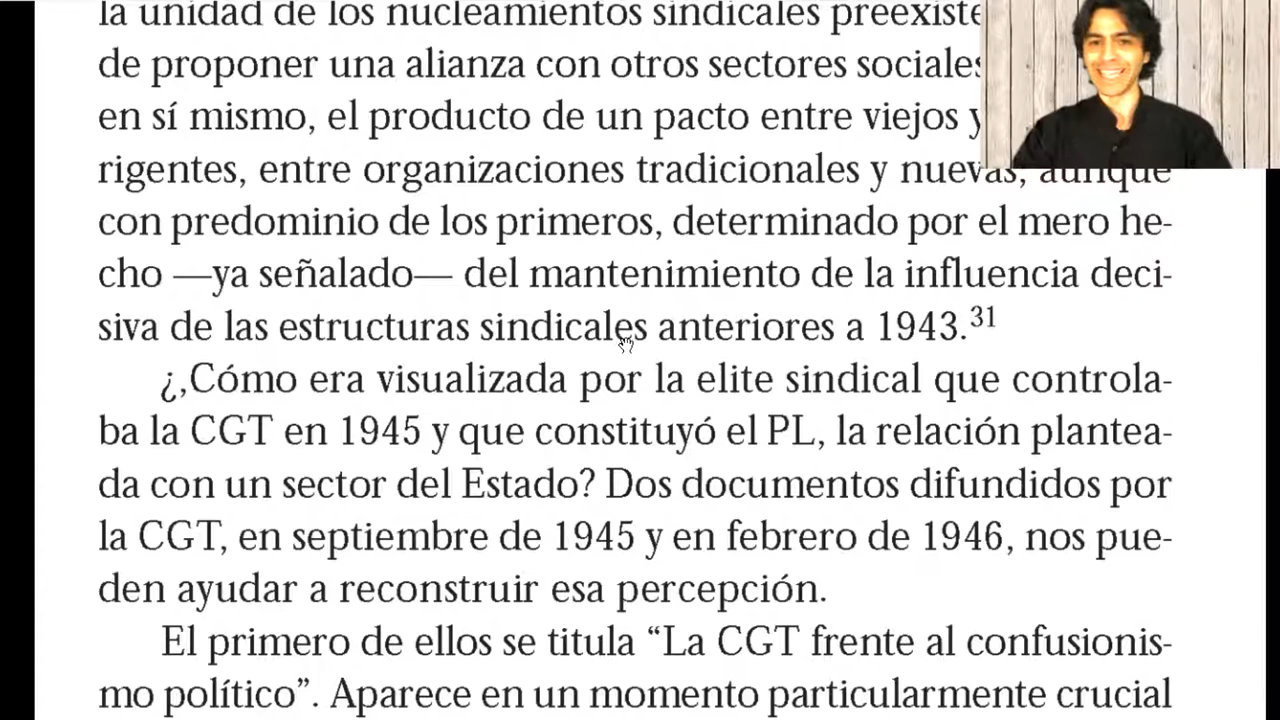 la unidad de los nucleamientos sindicales preexiste
de proponer una alianza con otros sectores sociales
en sí mismo, el producto de un pacto entre viejos y
rigentes, entre organizaciones tradicionales y nuevas, aunque
con predominio de los primeros, determinado por el mero he-
cho —ya señalado— del mantenimiento de la influencia deci-
siva de las estructuras sindicales anteriores a 1943.31
¿,Cómo era visualizada por la elite sindical que controla-
ba la CGT en 1945 y que constituyó el PL, la relación plantea-
da con un sector del Estado? Dos documentos difundidos por
la CGT, en septiembre de 1945 y en febrero de 1946, nos pue-
den ayudar a reconstruir esa percepción.
El primero de ellos se titula “La CGT frente al confusionis-
mo político”. Aparece en un momento particularmente crucial